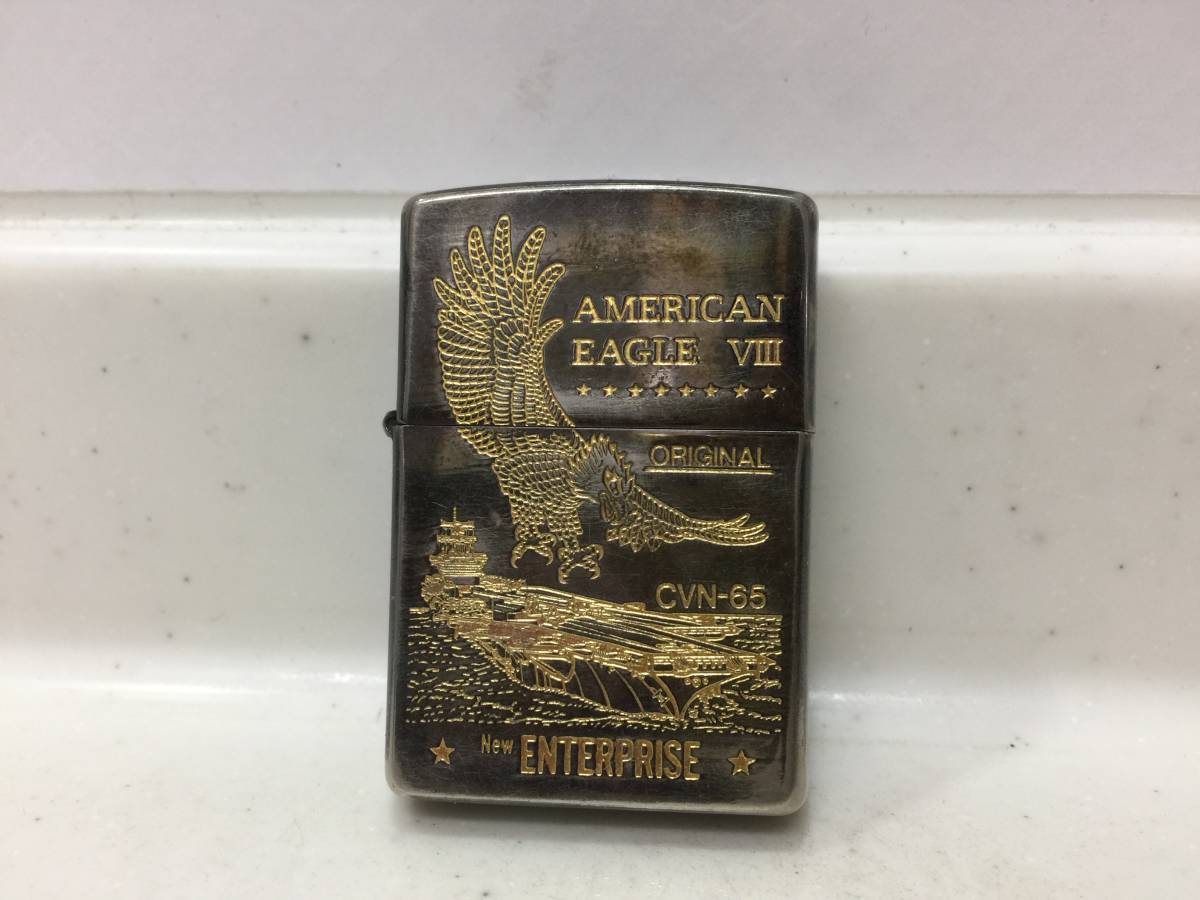 AMERICAN
EAGLE VIII
ORIGINAL
CVN-65
New ENTERPRISE